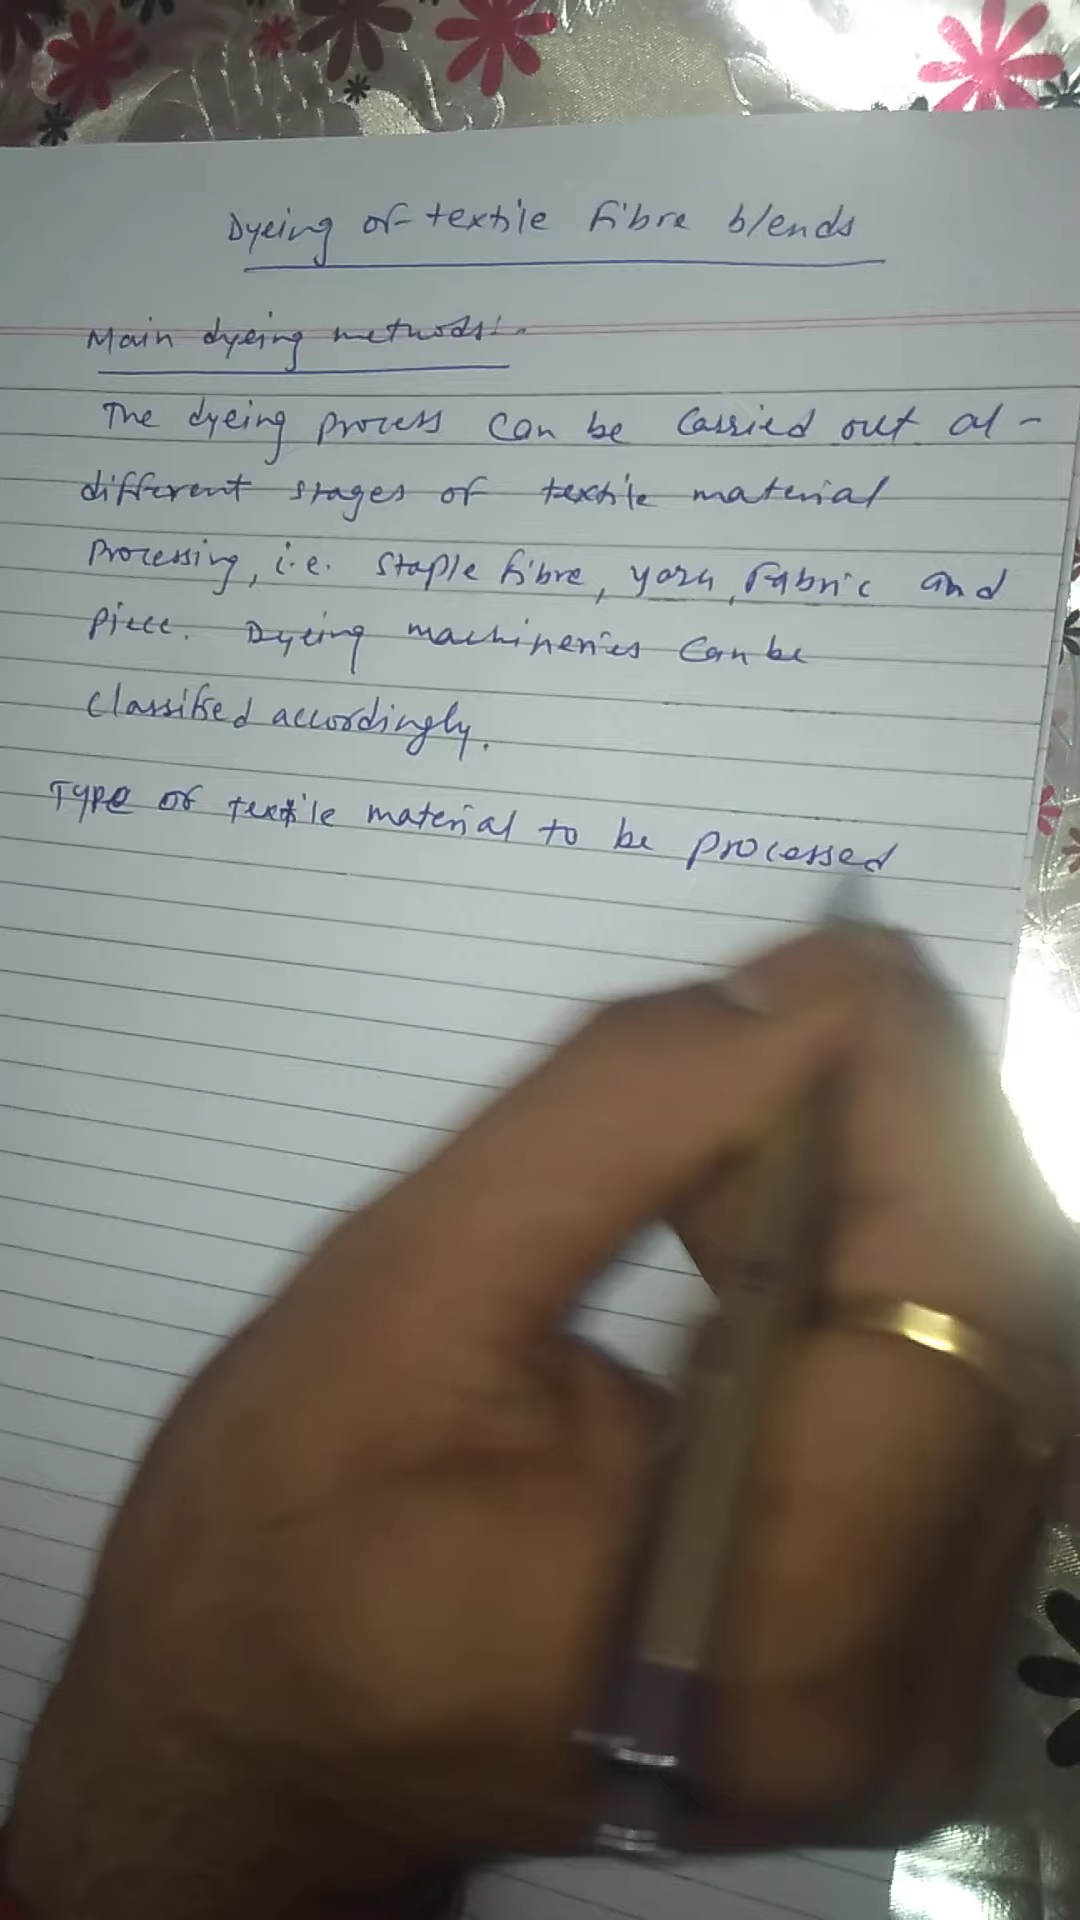 Dyeing of textile fibre blends
Main dyeing methods:-
The dyeing process can be carried out at
different stages of textile material
processing, i.e. staple fibre, yarn, fabric and
piece. Dyeing machineries can be
classified accordingly.
Type of textile material to be processed